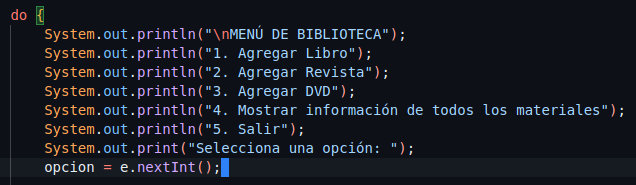 do {
System.out.println("\nMENÚ DE BIBLIOTECA");
System.out.println("1. Agregar Libro");
System.out.println("2. Agregar Revista");
System.out.println("3. Agregar DVD");
System.out.println("4. Mostrar información de todos los materiales");
System.out.println("5. Salir");
System.out.print("Selecciona una opción: ");
opcion = e.nextInt();